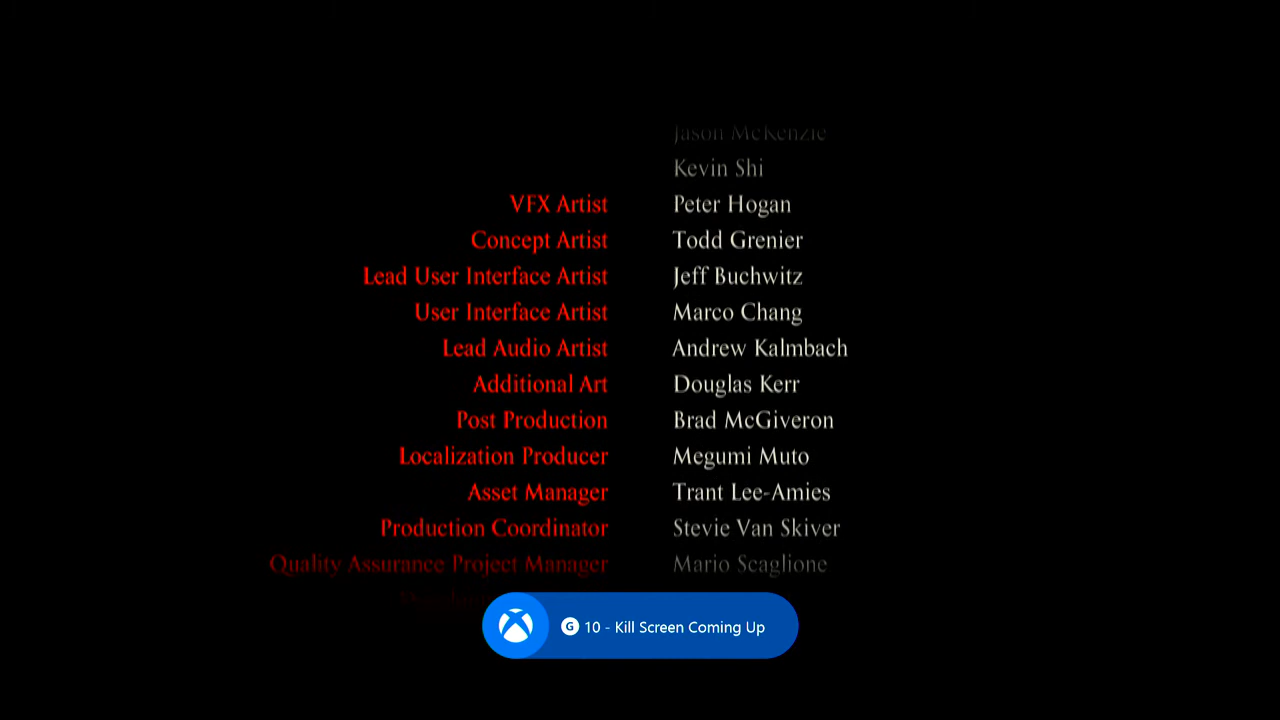 Jason McKenzie
Kevin Shi
VFX Artist Peter Hogan
Concept Artist Todd Grenier
Lead User Interface Artist Jeff Buchwitz
User Interface Artist Marco Chang
Lead Audio Artist Andrew Kalmbach
Additional Art Douglas Kerr
Post Production Brad McGiveron
Localization Producer Megumi Muto
Asset Manager Trant Lee-Amies
Production Coordinator Stevie Van Skiver
Quality Assurance Project Manager Mario Scaglione
G 10 - Kill Screen Coming Up